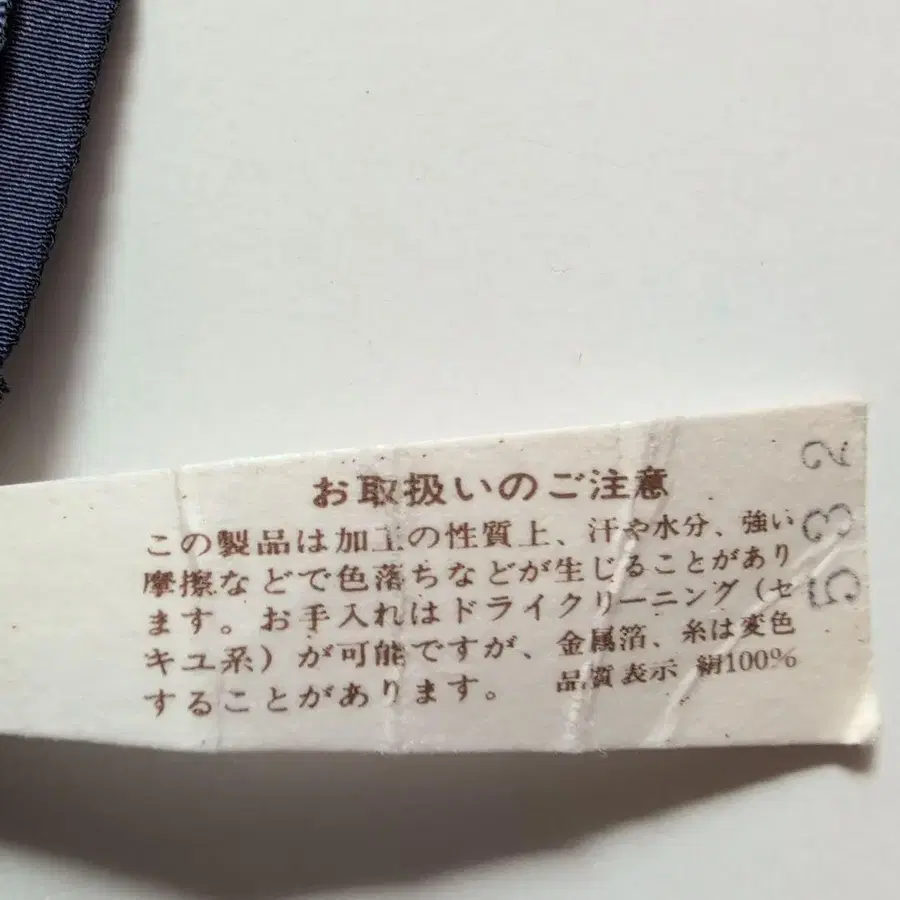 お取扱いのご注意
この製品は加工の性質上、汗や水分、強い
摩擦などで色落ちなどが生じることがあり
ます。お手入れはドライクリーニング（セ
キユ系）が可能ですが、金属箔、糸は変色
することがあります。 品質表示 絹100%
532